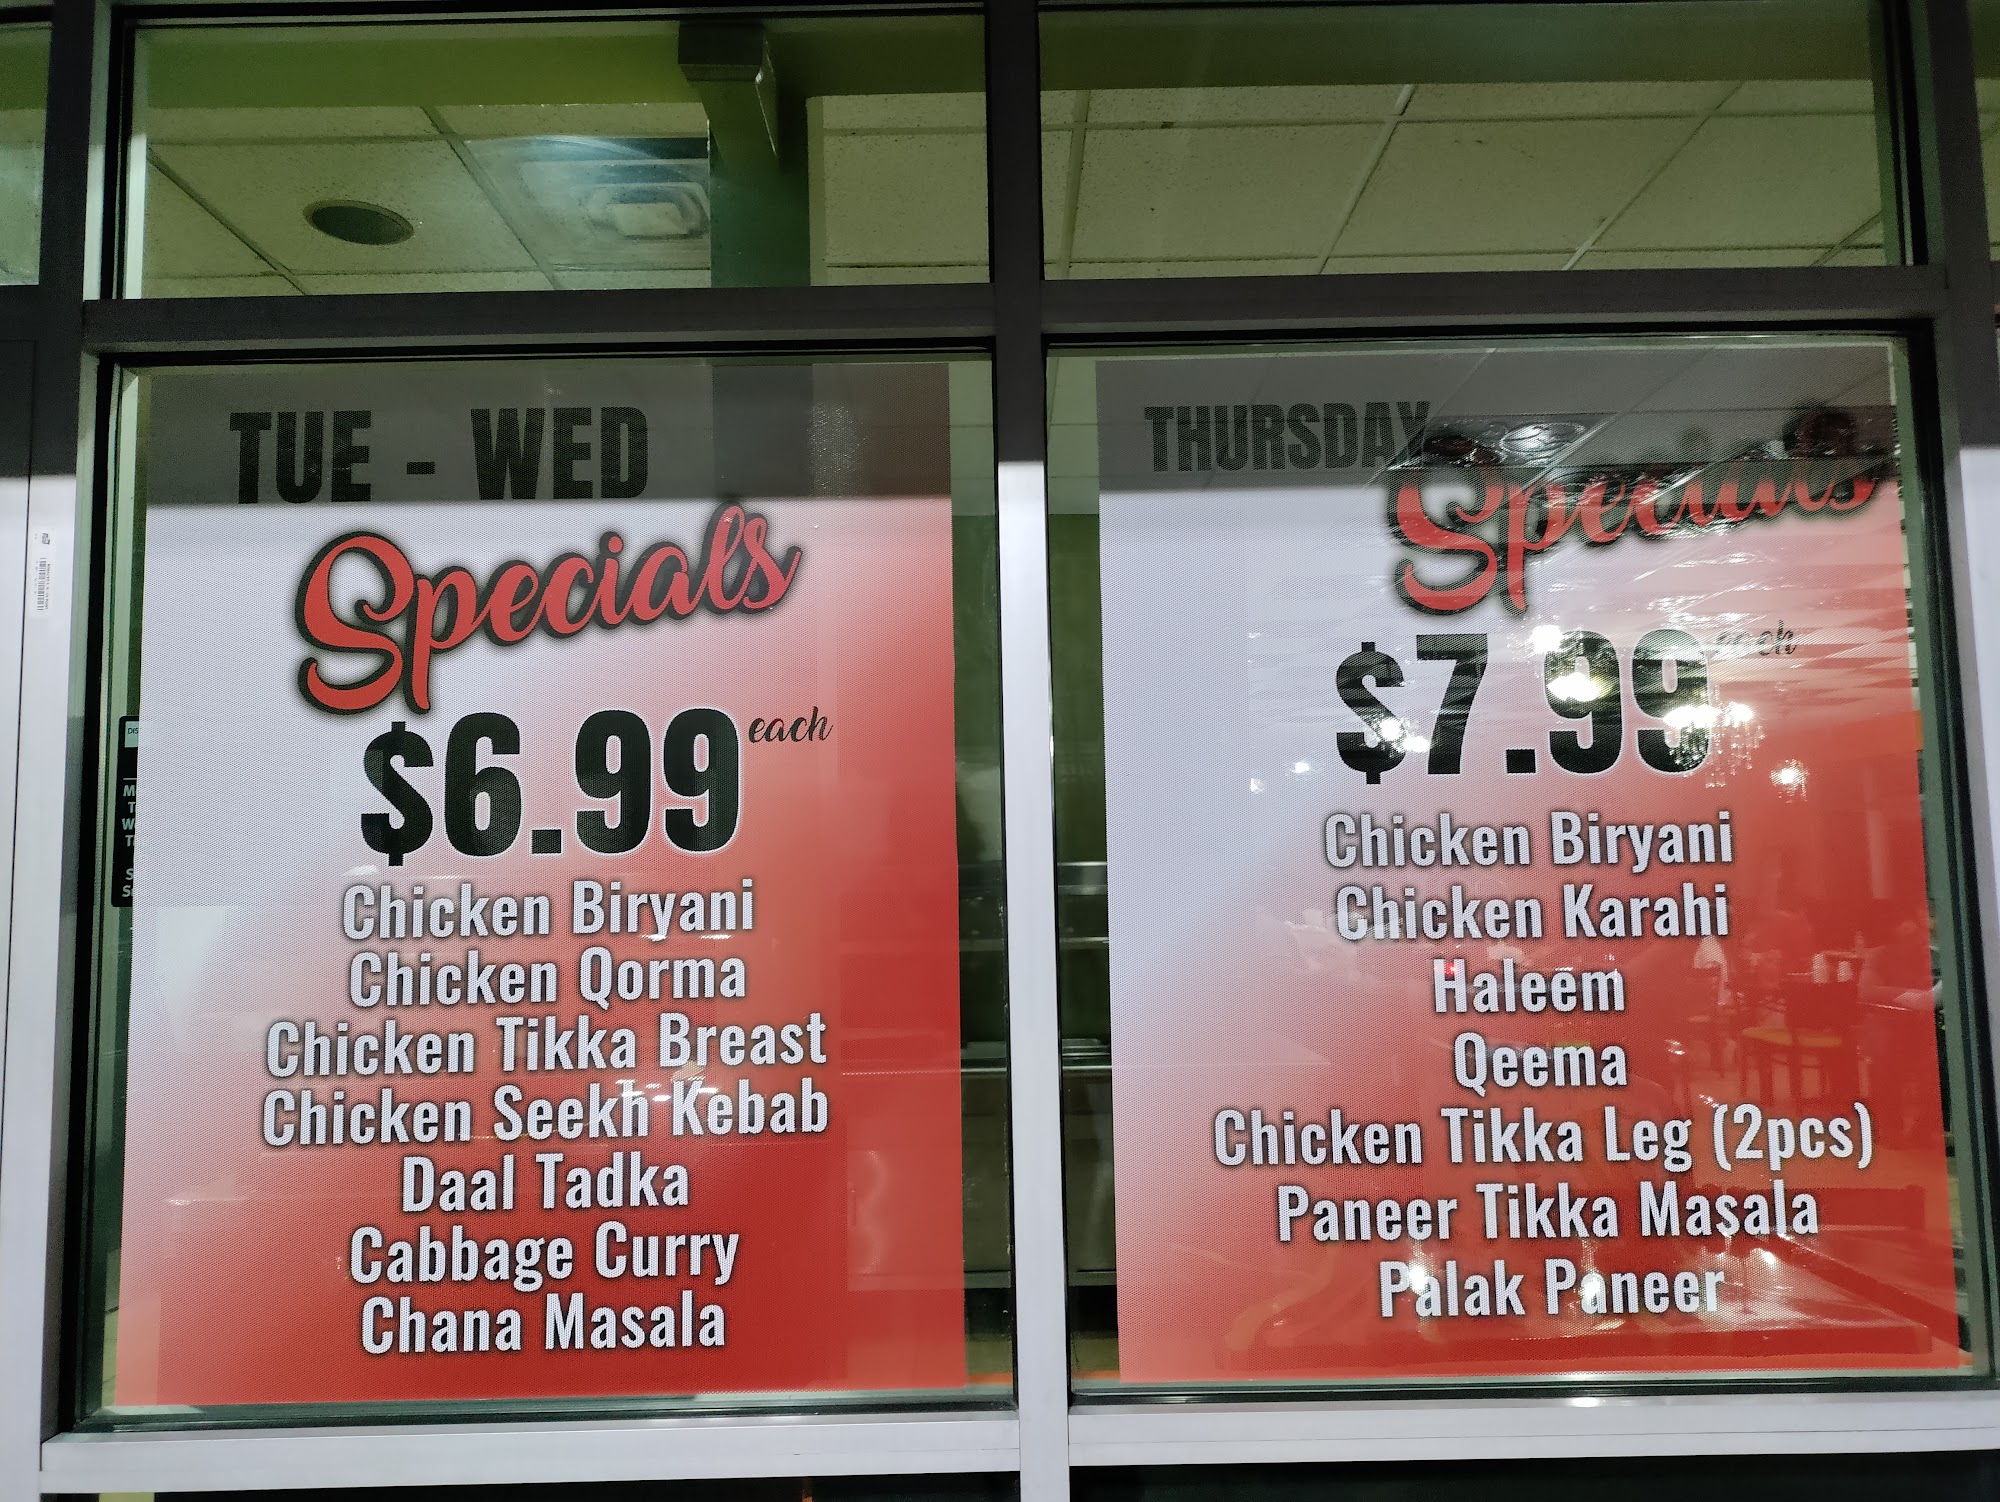 TUE - WED
Specials
$6.99 each
Chicken Biryani
Chicken Qorma
Chicken Tikka Breast
Chicken Seekh Kebab
Daal Tadka
Cabbage Curry
Chana Masala
THURSDAY
Specials
$7.99 each
Chicken Biryani
Chicken Karahi
Haleem
Qeema
Chicken Tikka Leg (2pcs)
Paneer Tikka Masala
Palak Paneer